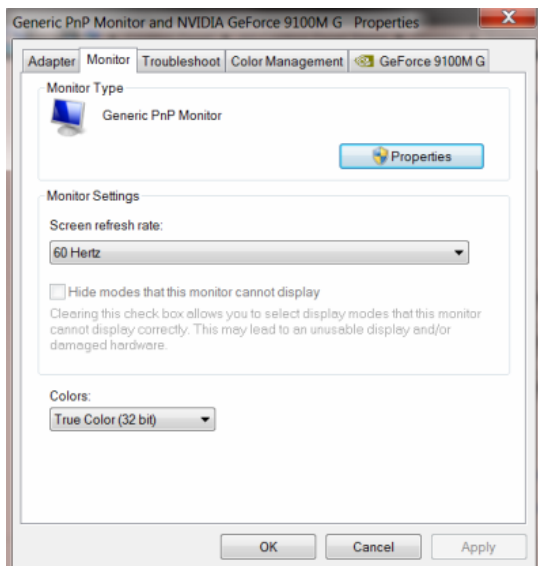 Generic PnP Monitor and NVIDIA GeForce 9100M G Properties
Adapter Monitor Troubleshoot Color Management GeForce 9100M G
Monitor Type
Generic PnP Monitor
Properties
Monitor Settings
Screen refresh rate:
60 Hertz
Hide modes that this monitor cannot display
Clearing this check box allows you to select display modes that this monitor
cannot display correctly. This may lead to an unusable display and/or
damaged hardware.
Colors:
True Color (32 bit)
OK Cancel Apply